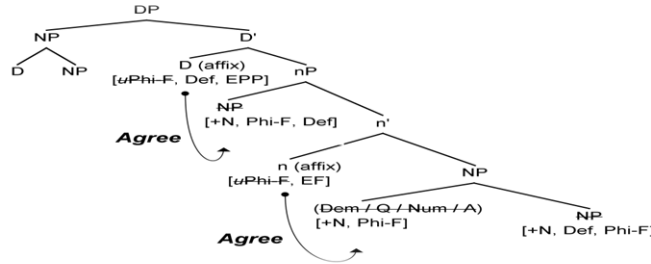 DP
NP D'
D NP D (affix) nP
[uPhi-F, Def, EPP]
NP
[+N, Phi-F, Def] n'
Agree
n (affix) NP
[uPhi-F, EF]
(Dem / Q / Num / A) NP
[+N, Phi-F] [+N, Def, Phi-F]
Agree